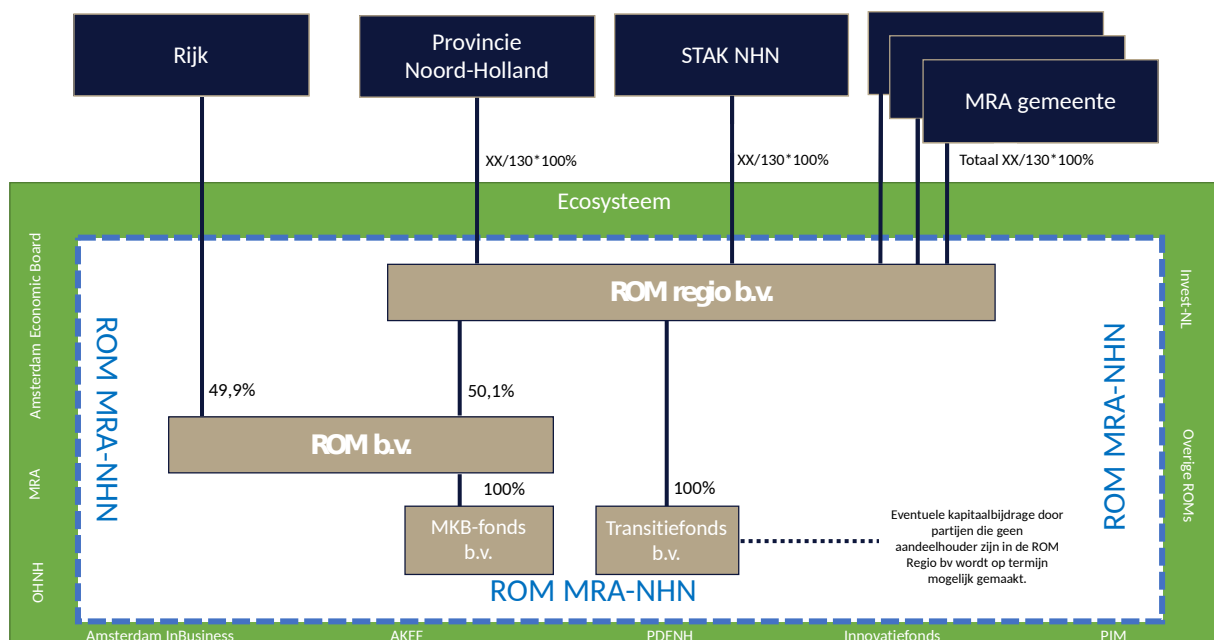 Rijk
Provincie
Noord-Holland
STAK NHN
MRA gemeente
XX/130*100%
XX/130*100%
Totaal XX/130*100%
Ecosysteem
Amsterdam Economic Board
MRA
OHNH
Invest-NL
Overige ROMs
ROM MRA-NHN
ROM MRA-NHN
ROM regio b.v.
49,9%
50,1%
ROM b.v.
100%
100%
MKB-fonds
b.v.
Transitiefonds
b.v.
Eventuele kapitaalbijdrage door
partijen die geen
aandeelhouder zijn in de ROM
Regio bv wordt op termijn
mogelijk gemaakt.
ROM MRA-NHN
Amsterdam InBusiness
PDENH
Innovatiefonds
PIM